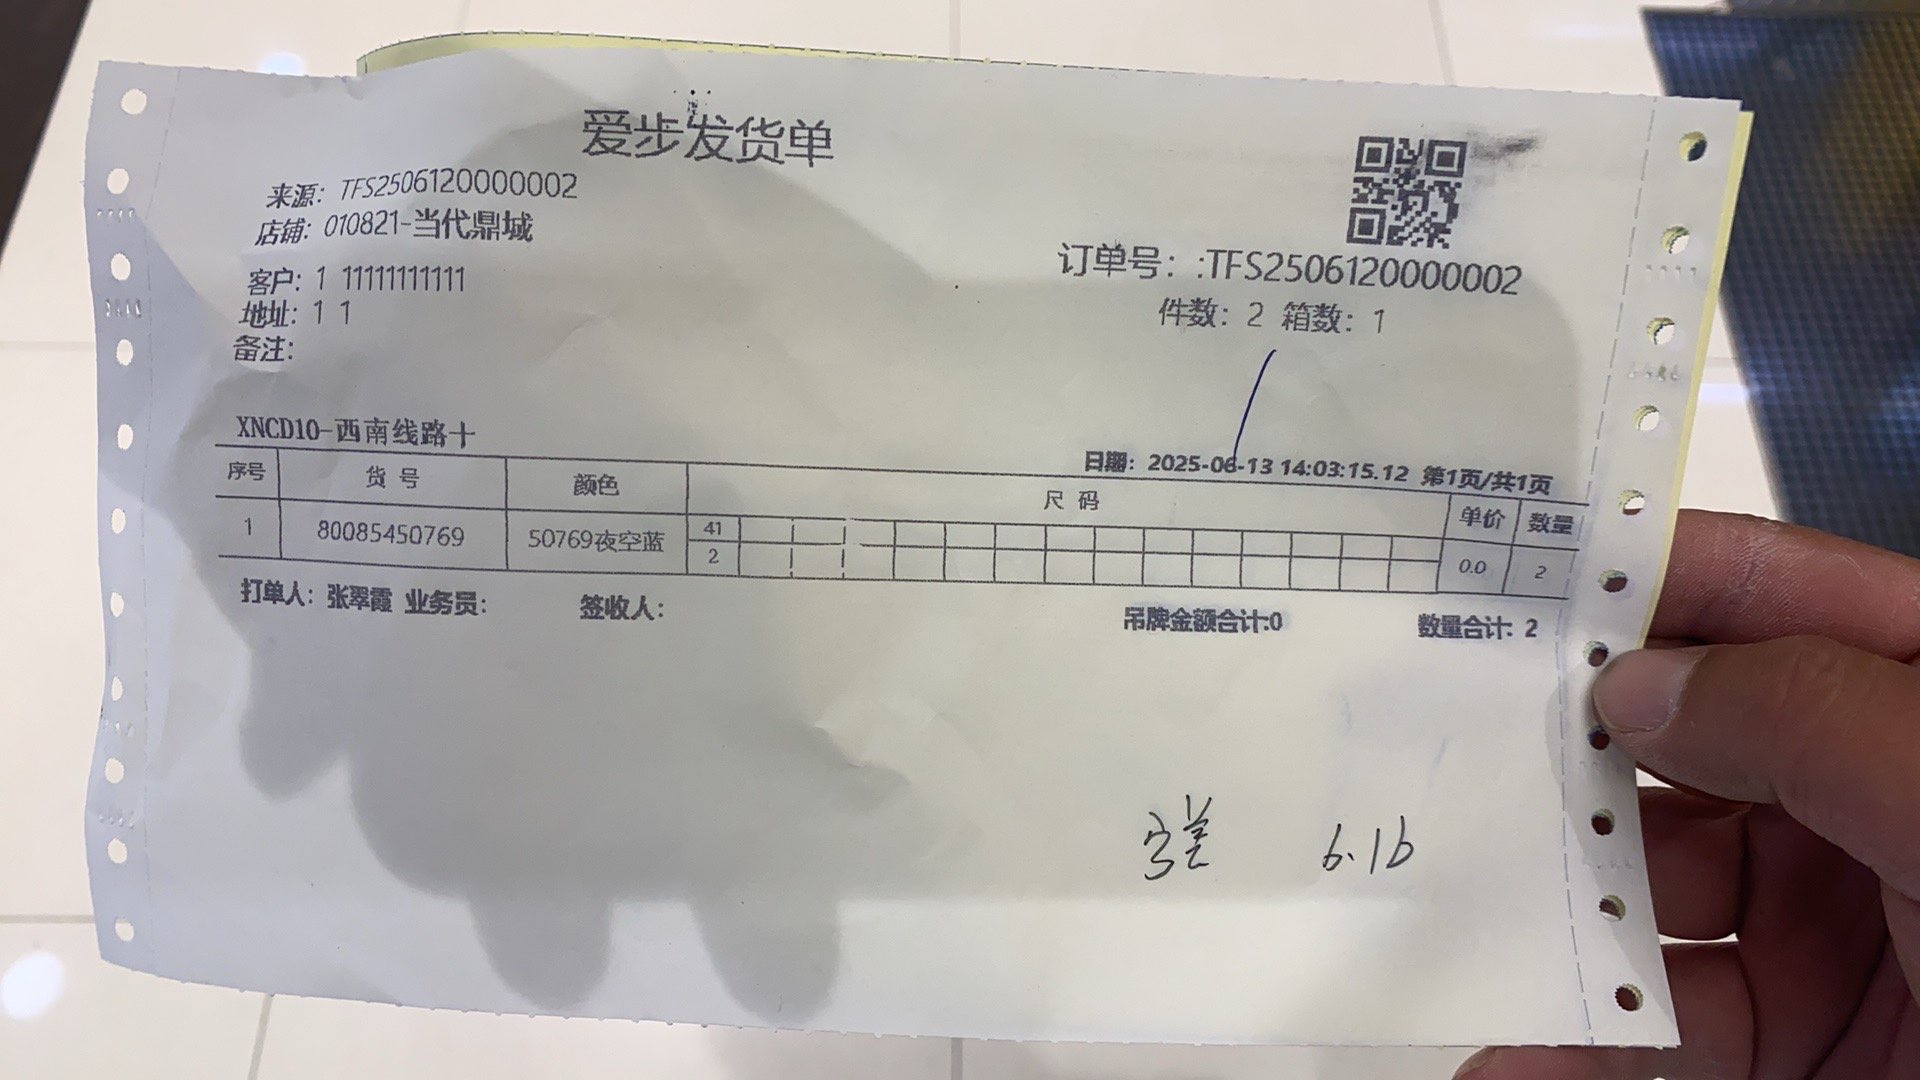 爱步发货单
来源: TFS2506120000002
店铺: 010821-当代鼎城
客户: 1 11111111111
地址: 1 1
备注:
订单号: :TFS2506120000002
件数: 2 箱数: 1
XNCD10-西南线路十
日期: 2025-06-13 14:03:15.12 第1页/共1页
序号 货 号 颜色 尺 码 单价 数量
1 80085450769 50769夜空蓝 41 0.0 2
2
打单人: 张翠霞 业务员: 签收人: 吊牌金额合计:0 数量合计: 2
6.16